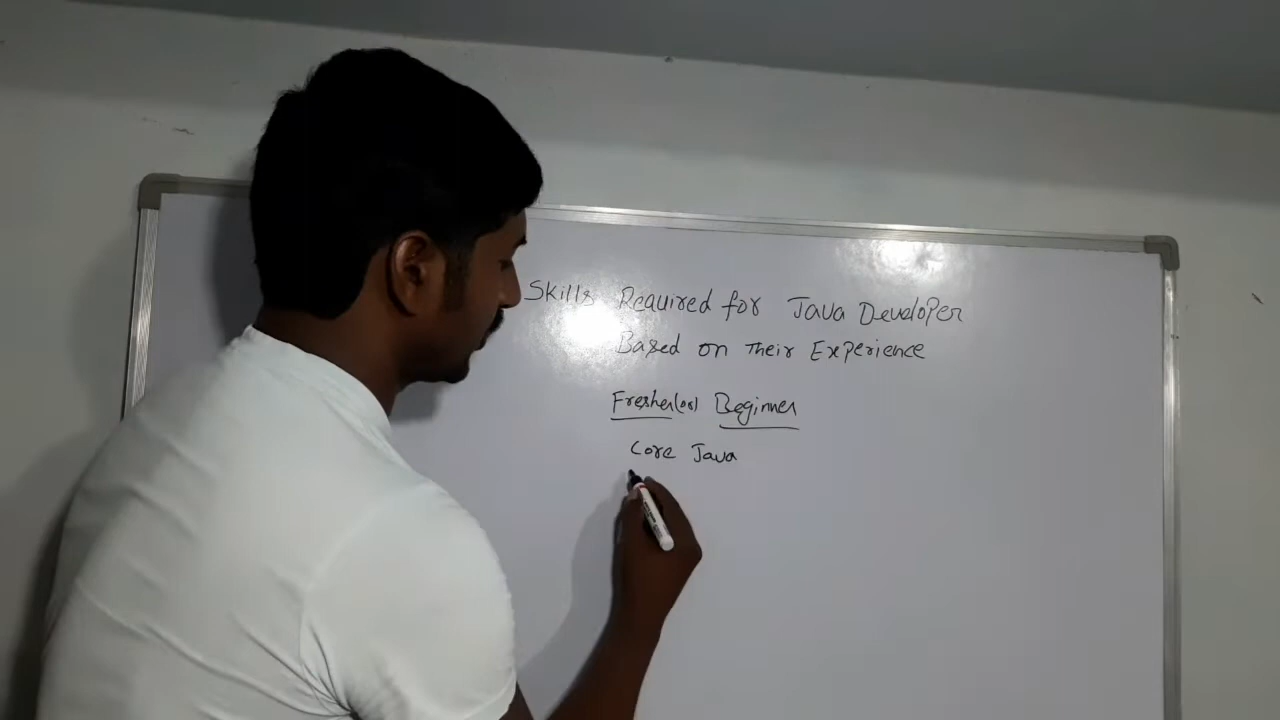 Skills Required for Java Developer
Based on Their Experience
Fresher(or) Beginner
Core Java